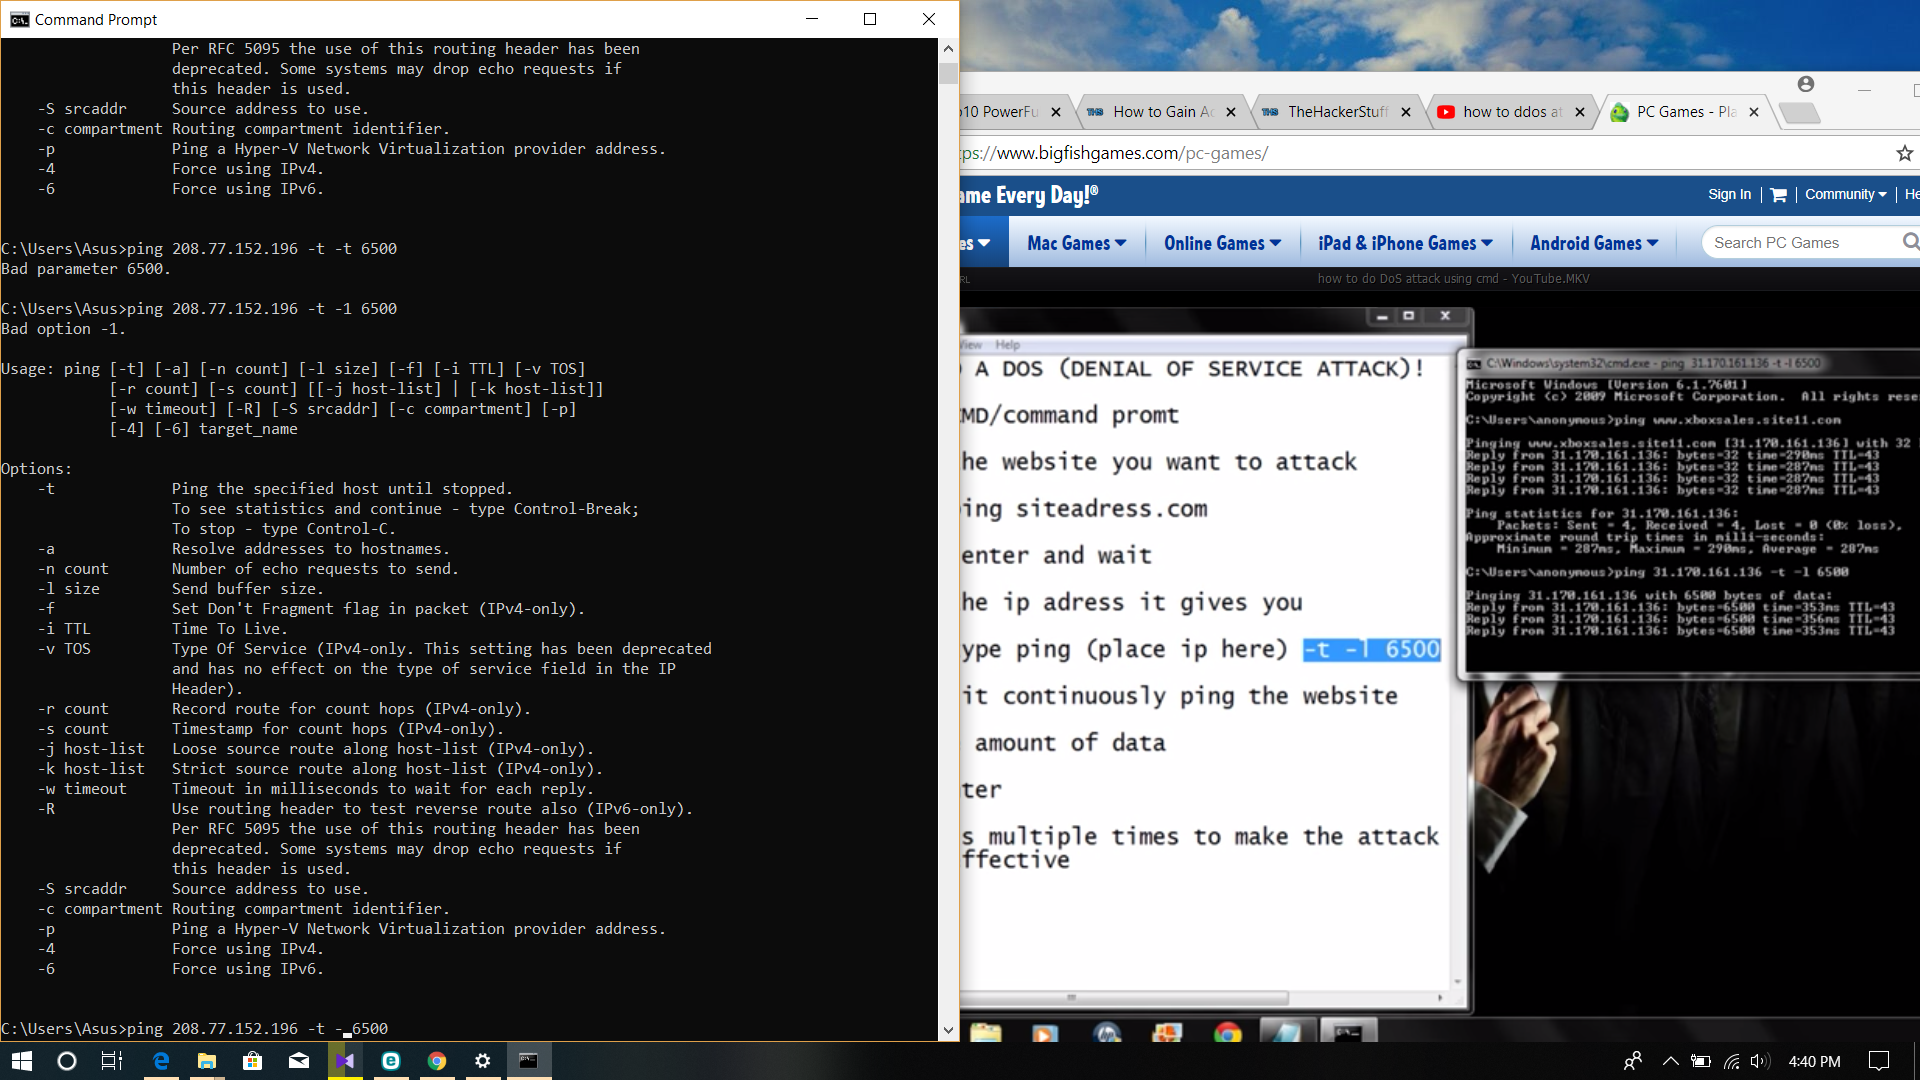 Command Prompt
Per RFC 5095 the use of this routing header has been
deprecated. Some systems may drop echo requests if
this header is used.
-S srcaddr Source address to use.
-c compartment Routing compartment identifier.
-p Ping a Hyper-V Network Virtualization provider address.
-4 Force using IPv4.
-6 Force using IPv6.
C:\Users\Asus>ping 208.77.152.196 -t -t 6500
Bad parameter 6500.
C:\Users\Asus>ping 208.77.152.196 -t -1 6500
Bad option -1.
Usage: ping [-t] [-a] [-n count] [-l size] [-f] [-i TTL] [-v TOS]
[-r count] [-s count] [[-j host-list] | [-k host-list]]
[-w timeout] [-R] [-S srcaddr] [-c compartment] [-p]
[-4] [-6] target_name
Options:
-t Ping the specified host until stopped.
To see statistics and continue - type Control-Break;
To stop - type Control-C.
-a Resolve addresses to hostnames.
-n count Number of echo requests to send.
-l size Send buffer size.
-f Set Don't Fragment flag in packet (IPv4-only).
-i TTL Time To Live.
-v TOS Type Of Service (IPv4-only. This setting has been deprecated
and has no effect on the type of service field in the IP
Header).
-r count Record route for count hops (IPv4-only).
-s count Timestamp for count hops (IPv4-only).
-j host-list Loose source route along host-list (IPv4-only).
-k host-list Strict source route along host-list (IPv4-only).
-w timeout Timeout in milliseconds to wait for each reply.
-R Use routing header to test reverse route also (IPv6-only).
Per RFC 5095 the use of this routing header has been
deprecated. Some systems may drop echo requests if
this header is used.
-S srcaddr Source address to use.
-c compartment Routing compartment identifier.
-p Ping a Hyper-V Network Virtualization provider address.
-4 Force using IPv4.
-6 Force using IPv6.
C:\Users\Asus>ping 208.77.152.196 -t -_6500
p10 PowerFu How to Gain Ac TheHackerStuff how to ddos at PC Games - Pla
tps://www.bigfishgames.com/pc-games/
ame Every Day!®
Sign In | Community | He
es Mac Games Online Games iPad & iPhone Games Android Games Search PC Games
RL how to do DoS attack using cmd - YouTube.MKV
View Help
O A DOS (DENIAL OF SERVICE ATTACK)!
CMD/command promt
he website you want to attack
ping siteadress.com
enter and wait
he ip adress it gives you
ype ping (place ip here) -t -l 6500
it continuously ping the website
amount of data
ter
s multiple times to make the attack
ffective
C:\Windows\system32\cmd.exe - ping 31.170.161.136 -t -l 6500
Microsoft Windows [Version 6.1.7601]
Copyright (c) 2009 Microsoft Corporation. All rights rese
C:\Users\anonymous>ping www.xboxsales.site11.com
Pinging www.xboxsales.site11.com [31.170.161.136] with 32
Reply from 31.170.161.136: bytes=32 time=290ms TTL=43
Reply from 31.170.161.136: bytes=32 time=287ms TTL=43
Reply from 31.170.161.136: bytes=32 time=287ms TTL=43
Reply from 31.170.161.136: bytes=32 time=287ms TTL=43
Ping statistics for 31.170.161.136:
Packets: Sent = 4, Received = 4, Lost = 0 (0% loss),
Approximate round trip times in milli-seconds:
Minimum = 287ms, Maximum = 290ms, Average = 287ms
C:\Users\anonymous>ping 31.170.161.136 -t -l 6500
Pinging 31.170.161.136 with 6500 bytes of data:
Reply from 31.170.161.136: bytes=6500 time=353ms TTL=43
Reply from 31.170.161.136: bytes=6500 time=356ms TTL=43
Reply from 31.170.161.136: bytes=6500 time=353ms TTL=43
4:40 PM